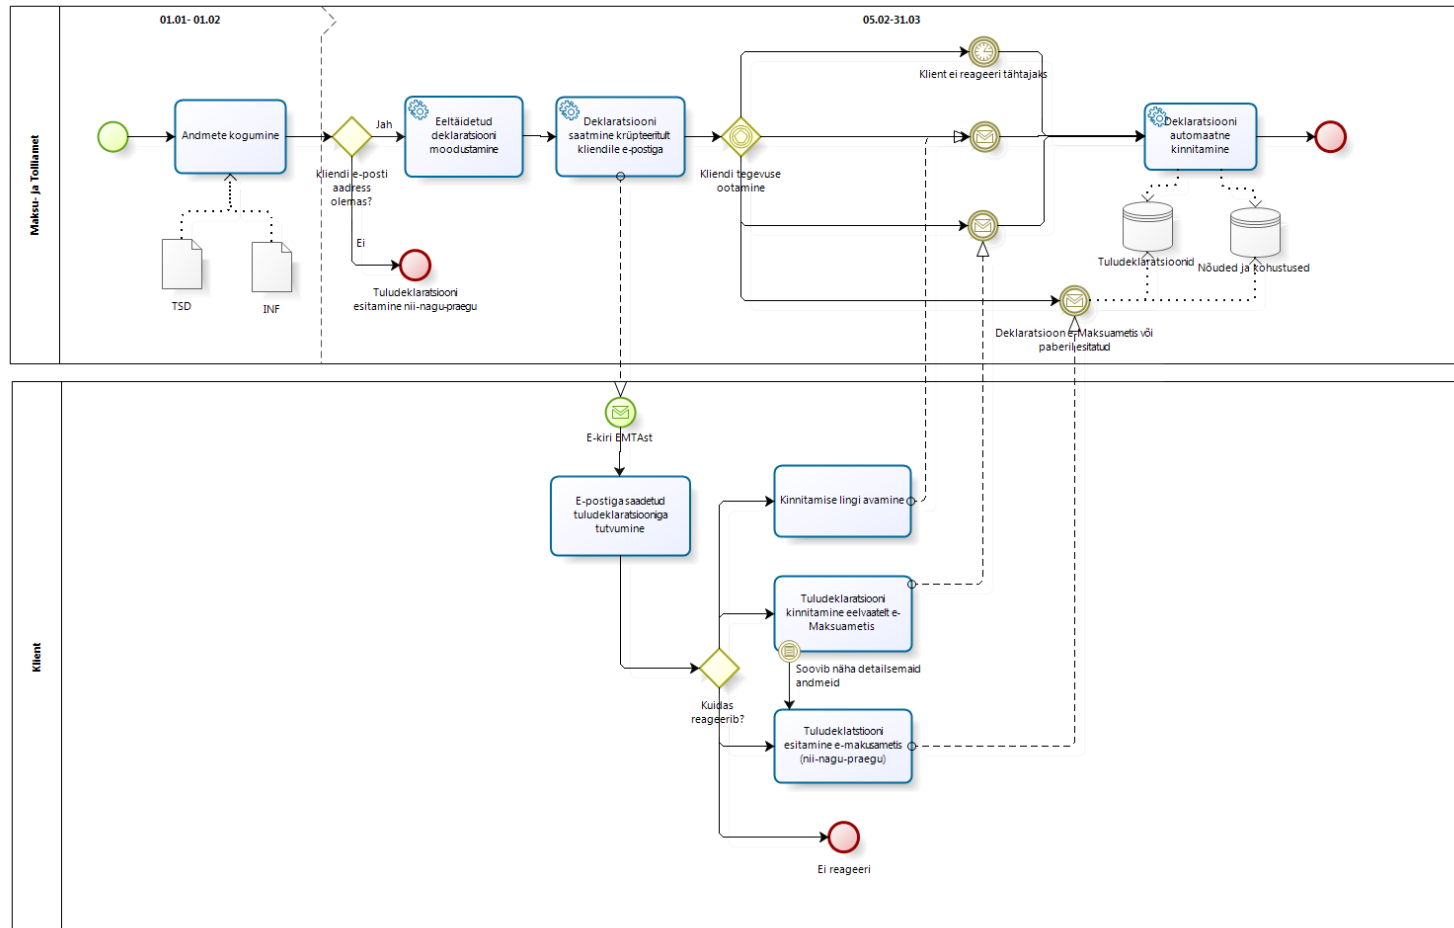 01.01- 01.02
05.02-31.03
Maksu- ja Tolliamet
Andmete kogumine
TSD
INF
kliendi e-posti
aadress
olemas?
Jah
Ei
Tuludeklaratsiooni
esitamine nii-nagu-praegu
Eeltäidetud
deklaratsiooni
moodustamine
Deklaratsiooni
saatmine krüpteeritult
kliendile e-postiga
Kliendi tegevuse
ootamine
Klient ei reageeri tähtajaks
Deklaratsiooni
automaatne
kinnitamine
Tuludeklaratsioonid
Nõuded ja kohustused
Deklaratsioon e-Maksuametis või
paberil esitatud
Klient
E-kiri EMTAst
E-postiga saadetud
tuludeklaratsiooniga
tutvumine
Kuidas
reageerib?
Kinnitamise lingi avamine
Tuludeklaratsiooni
kinnitamine eelvaatelt e-
Maksuametis
Soovib näha detailsemaid
andmeid
Tuludeklatstiooni
esitamine e-makusametis
(nii-nagu-praegu)
Ei reageeri